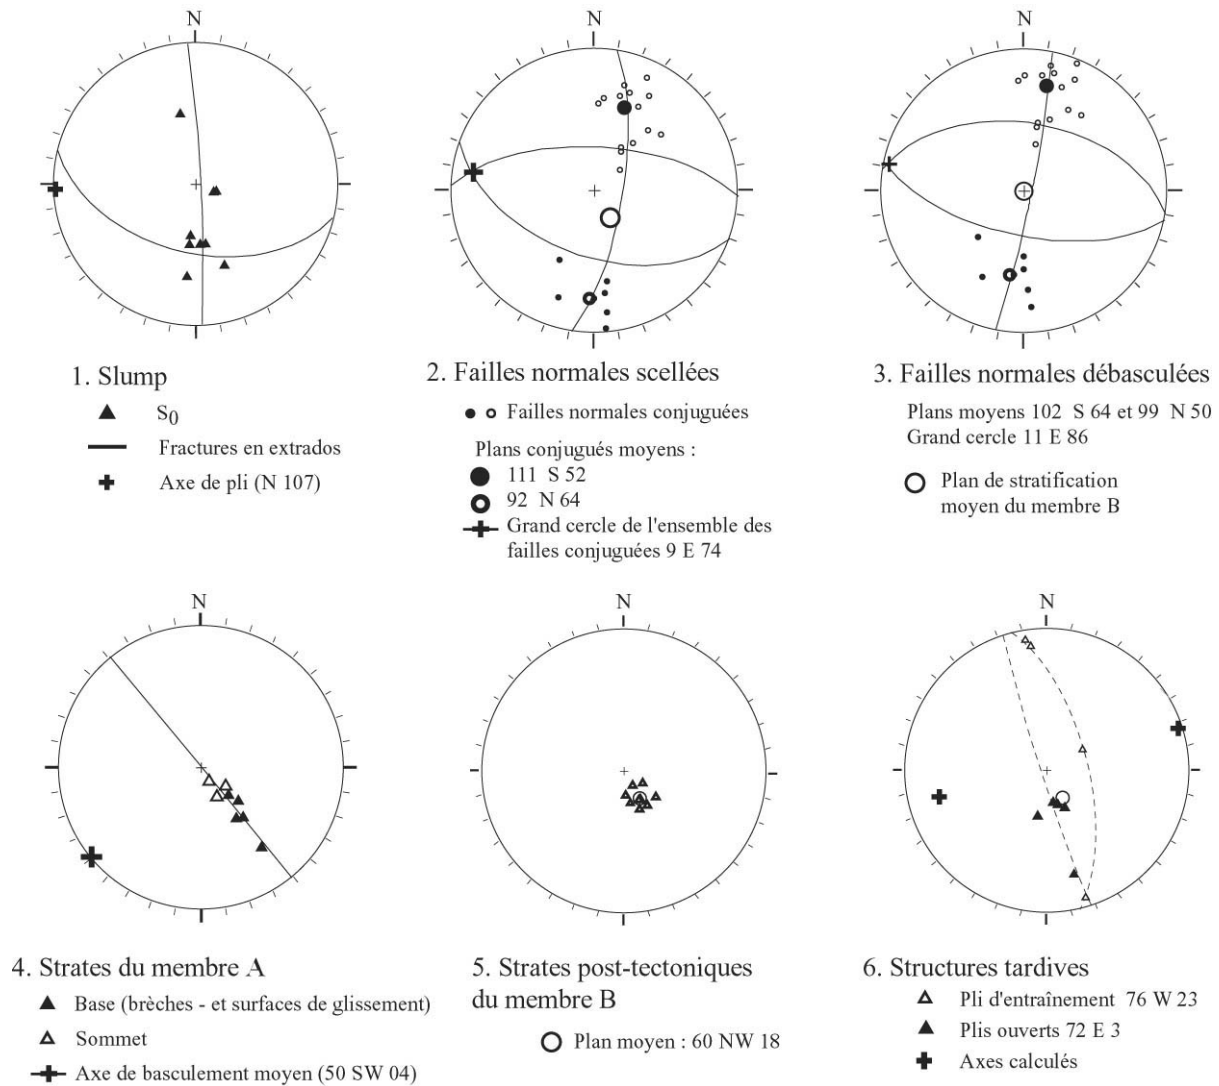 N
N
N
1. Slump
S0
Fractures en extrados
Axe de pli (N 107)
2. Failles normales scellées
Failles normales conjuguées
Plans conjugués moyens :
111 S 52
92 N 64
Grand cercle de l'ensemble des
failles conjuguées 9 E 74
3. Failles normales débasculées
Plans moyens 102 S 64 et 99 N 50
Grand cercle 11 E 86
Plan de stratification
moyen du membre B
N
N
N
4. Strates du membre A
Base (brèches - et surfaces de glissement)
Sommet
Axe de basculement moyen (50 SW 04)
5. Strates post-tectoniques
du membre B
Plan moyen : 60 NW 18
6. Structures tardives
Pli d'entraînement 76 W 23
Plis ouverts 72 E 3
Axes calculés